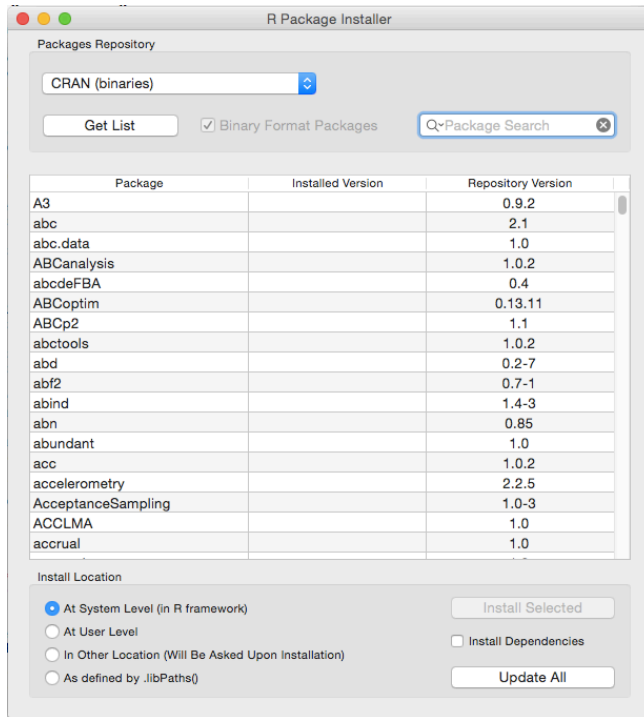 R Package Installer
Packages Repository
CRAN (binaries)
Get List Binary Format Packages Package Search
Package Installed Version Repository Version
A3 0.9.2
abc 2.1
abc.data 1.0
ABCanalysis 1.0.2
abcdeFBA 0.4
ABCoptim 0.13.11
ABCp2 1.1
abctools 1.0.2
abd 0.2-7
abf2 0.7-1
abind 1.4-3
abn 0.85
abundant 1.0
acc 1.0.2
accelerometry 2.2.5
AcceptanceSampling 1.0-3
ACCLMA 1.0
accrual 1.0
Install Location
At System Level (in R framework) Install Selected
At User Level
Install Dependencies
In Other Location (Will Be Asked Upon Installation)
As defined by .libPaths() Update All